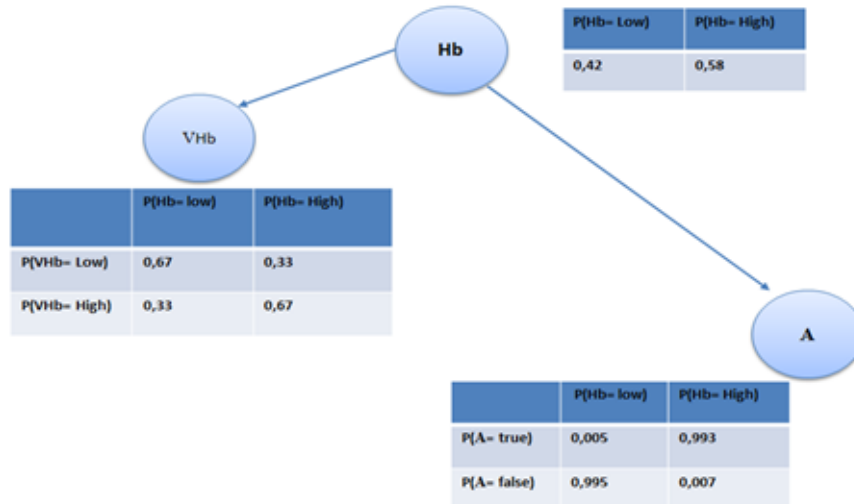 Hb
P(Hb= Low) P(Hb= High)
0,42 0,58
VHb
P(Hb= low) P(Hb= High)
P(VHb= Low) 0,67 0,33
P(VHb= High) 0,33 0,67
A
P(Hb= low) P(Hb= High)
P(A= true) 0,005 0,993
P(A= false) 0,995 0,007